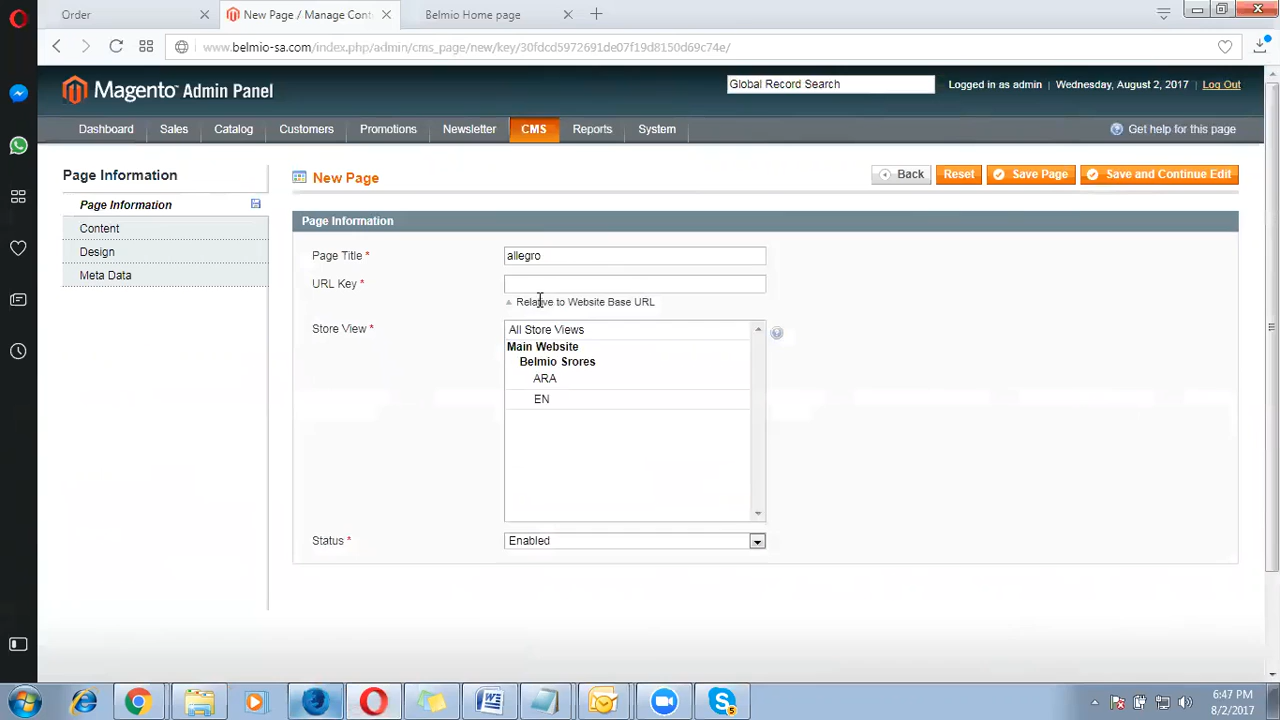 Order
New Page / Manage Cont
Belmio Home page
www.belmio-sa.com/index.php/admin/cms_page/new/key/30fdcd5972691de07f19d8150d69c74e/
Magento Admin Panel
Global Record Search
Logged in as admin | Wednesday, August 2, 2017 | Log Out
Dashboard Sales Catalog Customers Promotions Newsletter CMS Reports System
Get help for this page
Page Information
Page Information
Content
Design
Meta Data
New Page
Back Reset Save Page Save and Continue Edit
Page Information
Page Title * allegro
URL Key *
Relative to Website Base URL
Store View *
All Store Views
Main Website
Belmio Srores
ARA
EN
Status * Enabled
6:47 PM
8/2/2017